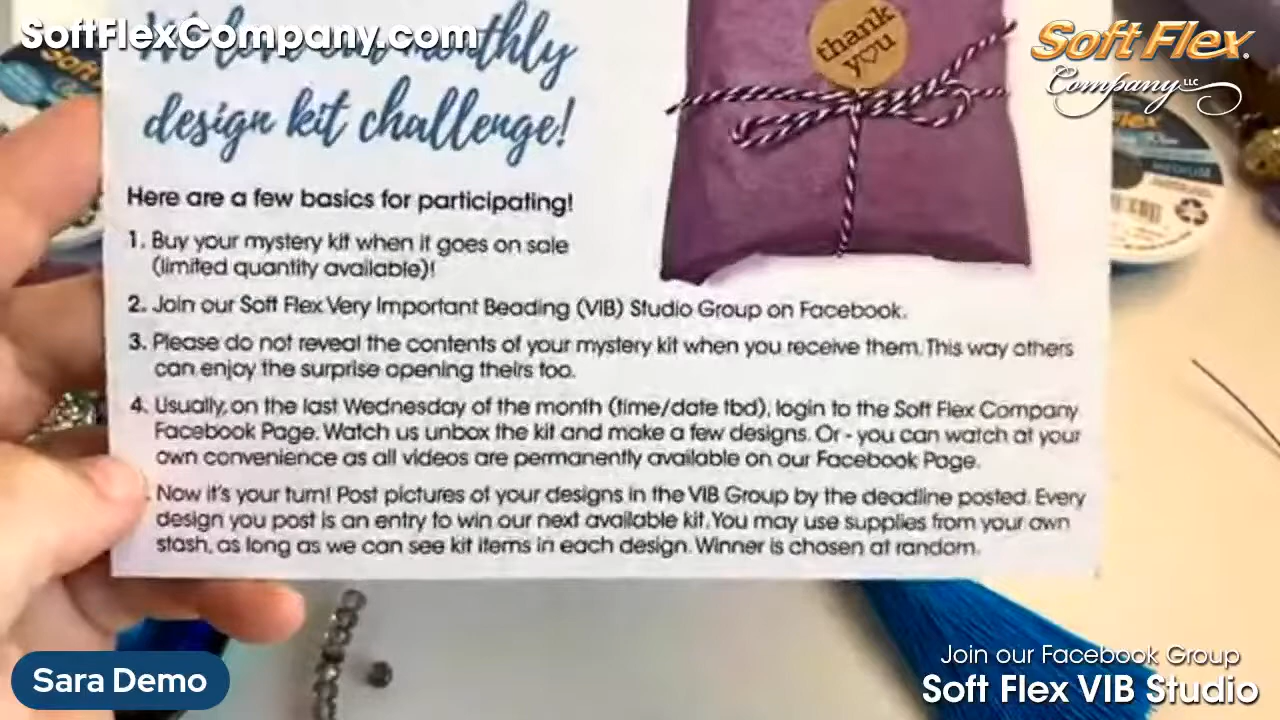 SoftFlexCompany.com
We love our monthly
design kit challenge!
thank
you
Soft Flex®
Company LLC
Flex
Here are a few basics for participating!
1. Buy your mystery kit when it goes on sale
(limited quantity available)!
2. Join our Soft Flex Very Important Beading (VIB) Studio Group on Facebook.
3. Please do not reveal the contents of your mystery kit when you receive them. This way others
can enjoy the surprise opening theirs too.
4. Usually, on the last Wednesday of the month (time/date tbd), login to the Soft Flex Company
Facebook Page. Watch us unbox the kit and make a few designs. Or - you can watch at your
own convenience as all videos are permanently available on our Facebook Page.
. Now it's your turn! Post pictures of your designs in the VIB Group by the deadline posted. Every
design you post is an entry to win our next available kit. You may use supplies from your own
stash, as long as we can see kit items in each design. Winner is chosen at random.
Sara Demo
Join our Facebook Group
Soft Flex VIB Studio